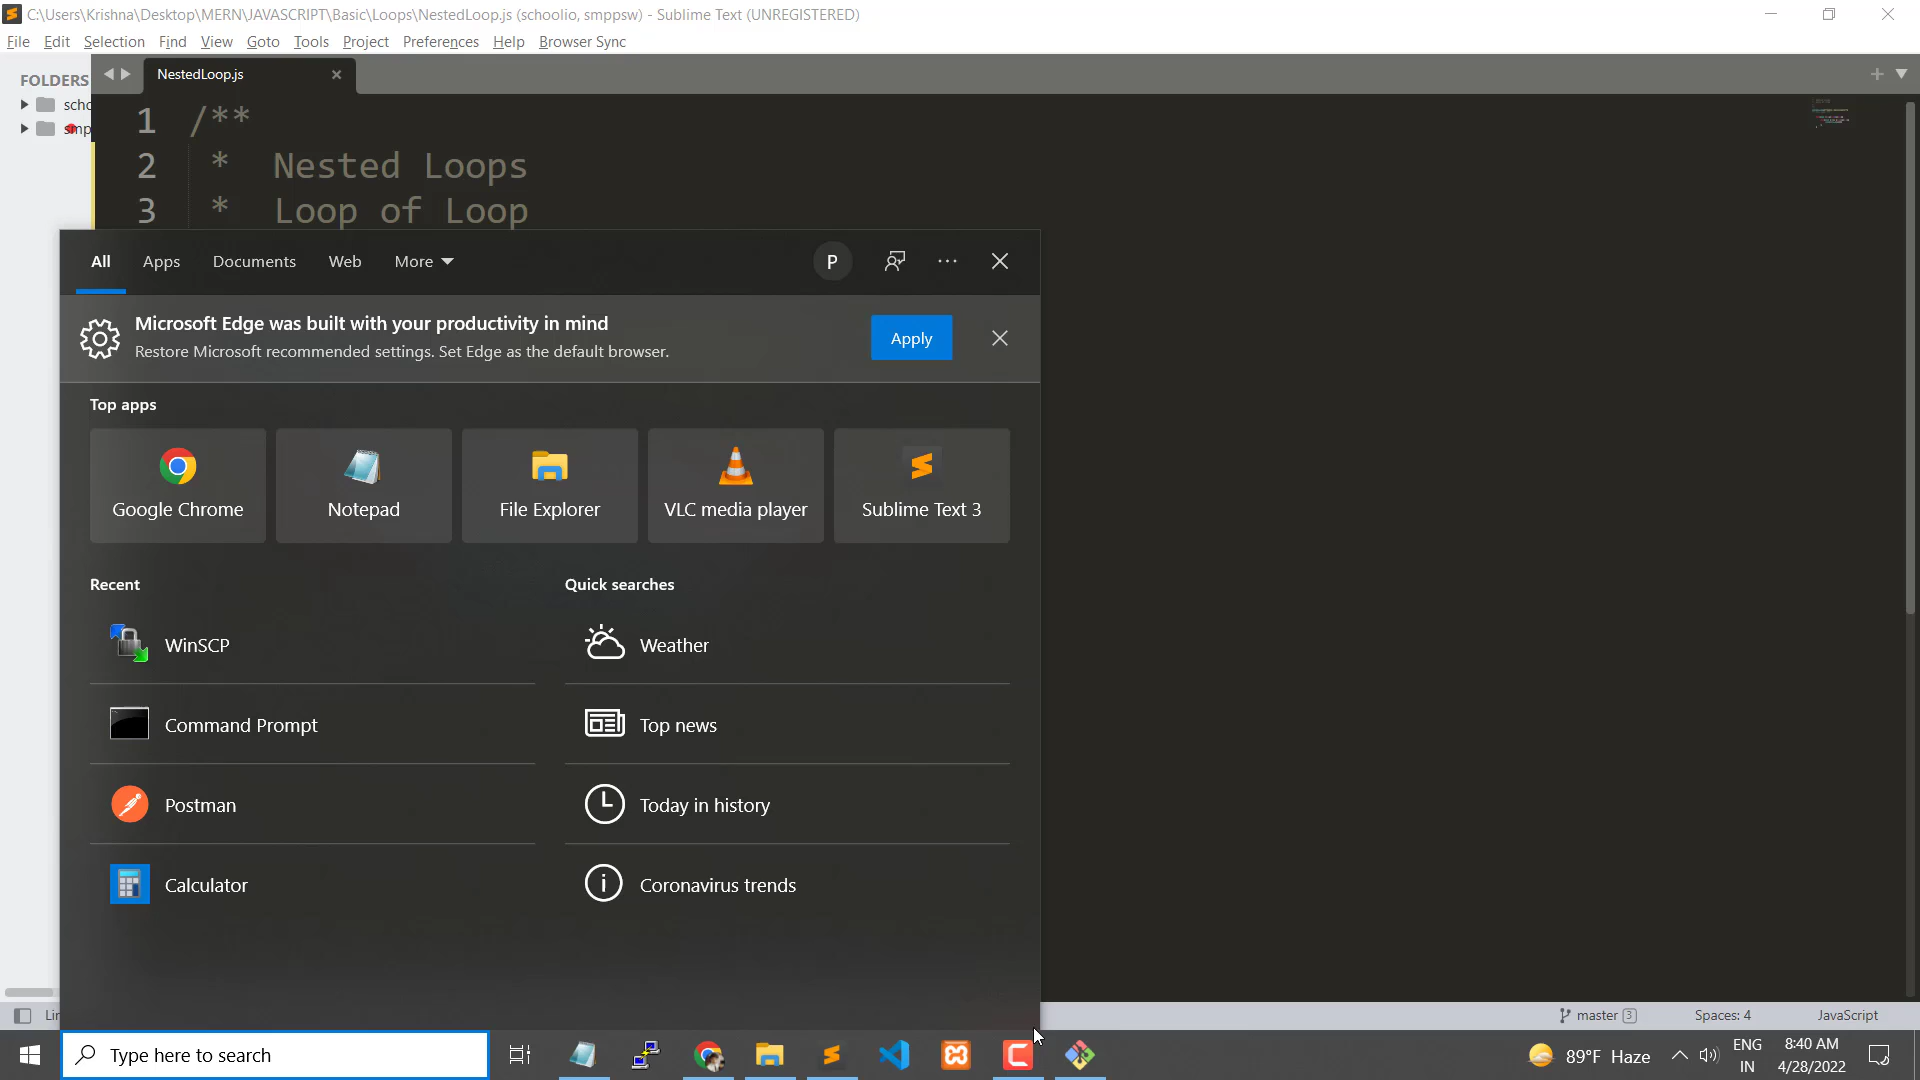 C:\Users\Krishna\Desktop\MERN\JAVASCRIPT\Basic\Loops\NestedLoop.js (schoolio, smppsw) - Sublime Text (UNREGISTERED)
File Edit Selection Find View Goto Tools Project Preferences Help Browser Sync
FOLDERS
NestedLoop.js
scho
smpp
1 /**
2 * Nested Loops
3 * Loop of Loop
All Apps Documents Web More
P
Microsoft Edge was built with your productivity in mind
Restore Microsoft recommended settings. Set Edge as the default browser.
Apply
Top apps
Google Chrome
Notepad
File Explorer
VLC media player
Sublime Text 3
Recent
WinSCP
Command Prompt
Postman
Calculator
Quick searches
Weather
Top news
Today in history
Coronavirus trends
master 3
Spaces: 4
JavaScript
Type here to search
89°F Haze
ENG
IN
8:40 AM
4/28/2022